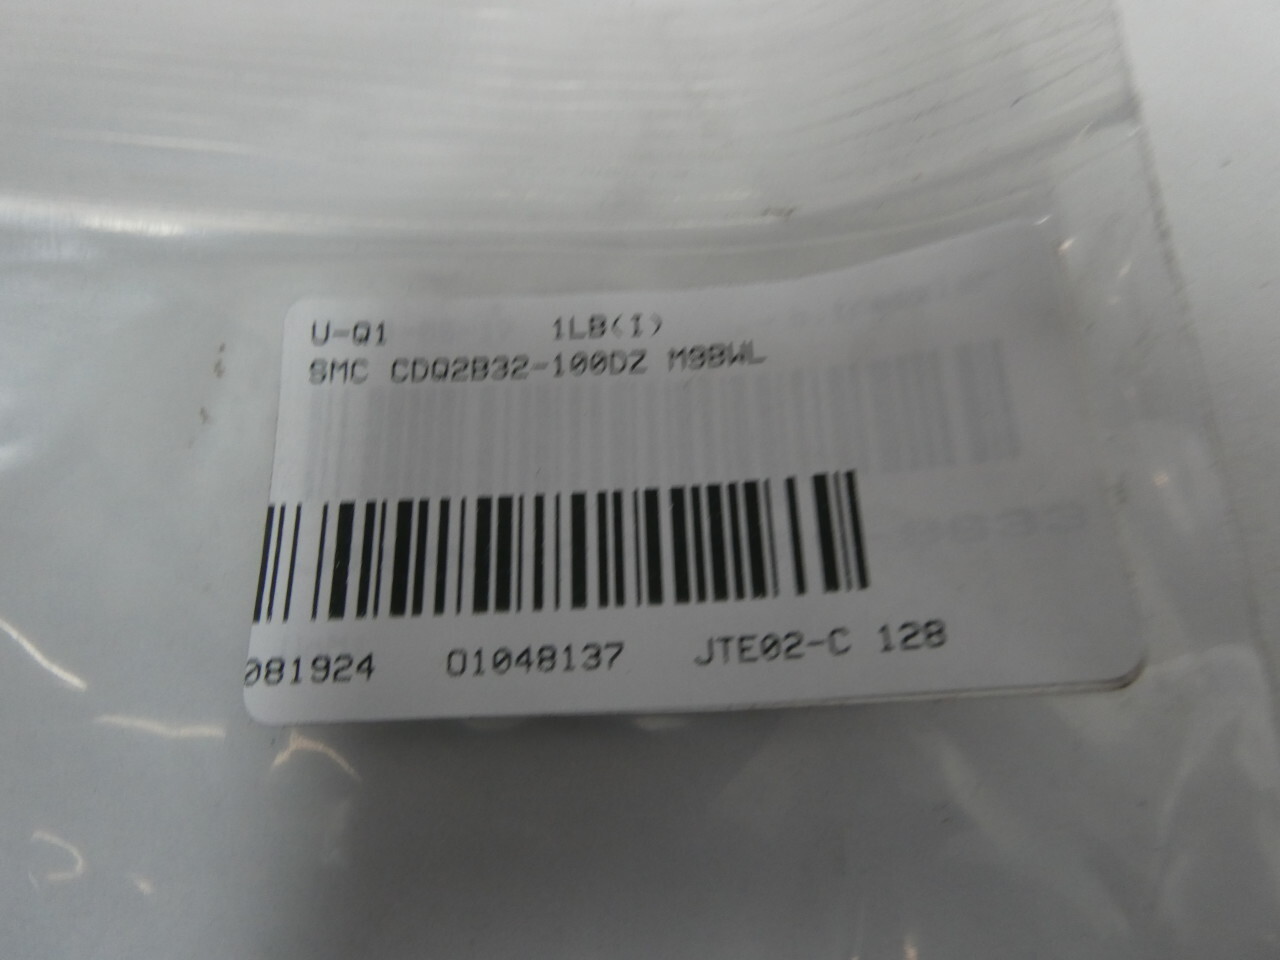 U-Q1 1LB(I)
SMC CDQ2B32-100DZ M9BWL
081924 01048137 JTE02-C 128